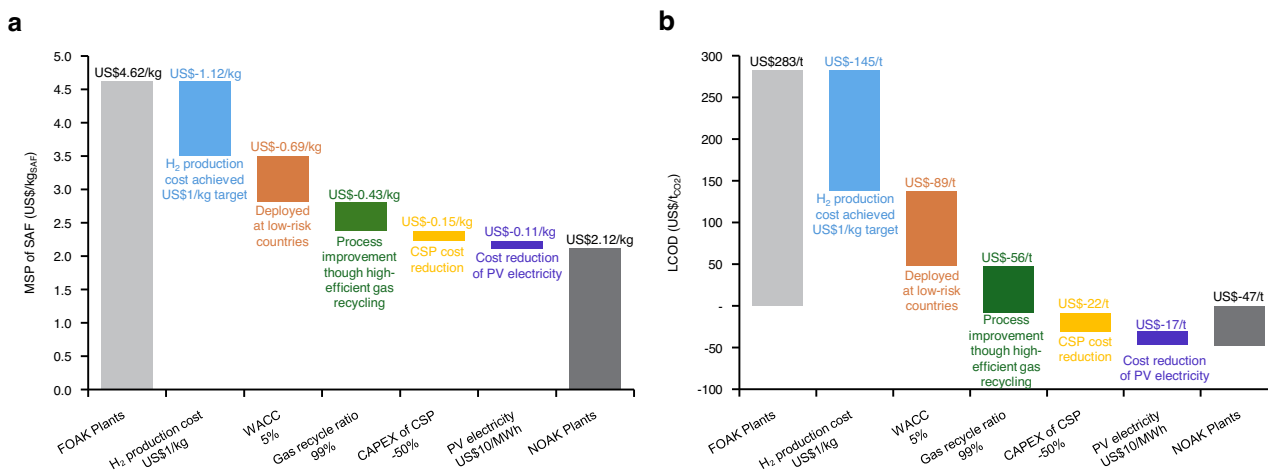 a
MSP of SAF (US$/kgSAF)
5.0
4.5
4.0
3.5
3.0
2.5
2.0
1.5
1.0
0.5
0.0
US$4.62/kg
US$-1.12/kg
H2 production
cost achieved
US$1/kg target
US$-0.69/kg
Deployed
at low-risk
countries
US$-0.43/kg
Process
improvement
though high-
efficient gas
recycling
US$-0.15/kg
CSP cost
reduction
US$-0.11/kg
Cost reduction
of PV electricity
US$2.12/kg
FOAK Plants
H2 production cost
US$1/kg
WACC
5%
Gas recycle ratio
99%
CAPEX of CSP
-50%
PV electricity
US$10/MWh
NOAK Plants
b
LCOD (US$/tCO2)
300
250
200
150
100
50
-
-50
-100
US$283/t
US$-145/t
H2 production
cost achieved
US$1/kg target
US$-89/t
Deployed
at low-risk
countries
US$-56/t
Process
improvement
though high-
efficient gas
recycling
US$-22/t
CSP cost
reduction
US$-17/t
Cost reduction
of PV electricity
US$-47/t
FOAK Plants
H2 production cost
US$1/kg
WACC
5%
Gas recycle ratio
99%
CAPEX of CSP
-50%
PV electricity
US$10/MWh
NOAK Plants